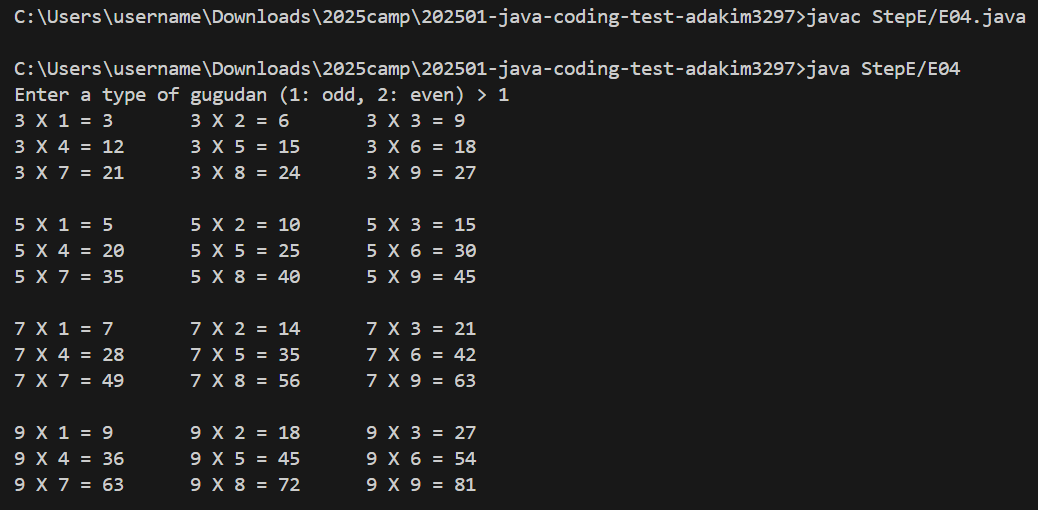 C:\Users\username\Downloads\2025camp\202501-java-coding-test-adakim3297>javac StepE/E04.java
C:\Users\username\Downloads\2025camp\202501-java-coding-test-adakim3297>java StepE/E04
Enter a type of gugudan (1: odd, 2: even) > 1
3 X 1 = 3       3 X 2 = 6       3 X 3 = 9
3 X 4 = 12      3 X 5 = 15      3 X 6 = 18
3 X 7 = 21      3 X 8 = 24      3 X 9 = 27
5 X 1 = 5       5 X 2 = 10      5 X 3 = 15
5 X 4 = 20      5 X 5 = 25      5 X 6 = 30
5 X 7 = 35      5 X 8 = 40      5 X 9 = 45
7 X 1 = 7       7 X 2 = 14      7 X 3 = 21
7 X 4 = 28      7 X 5 = 35      7 X 6 = 42
7 X 7 = 49      7 X 8 = 56      7 X 9 = 63
9 X 1 = 9       9 X 2 = 18      9 X 3 = 27
9 X 4 = 36      9 X 5 = 45      9 X 6 = 54
9 X 7 = 63      9 X 8 = 72      9 X 9 = 81